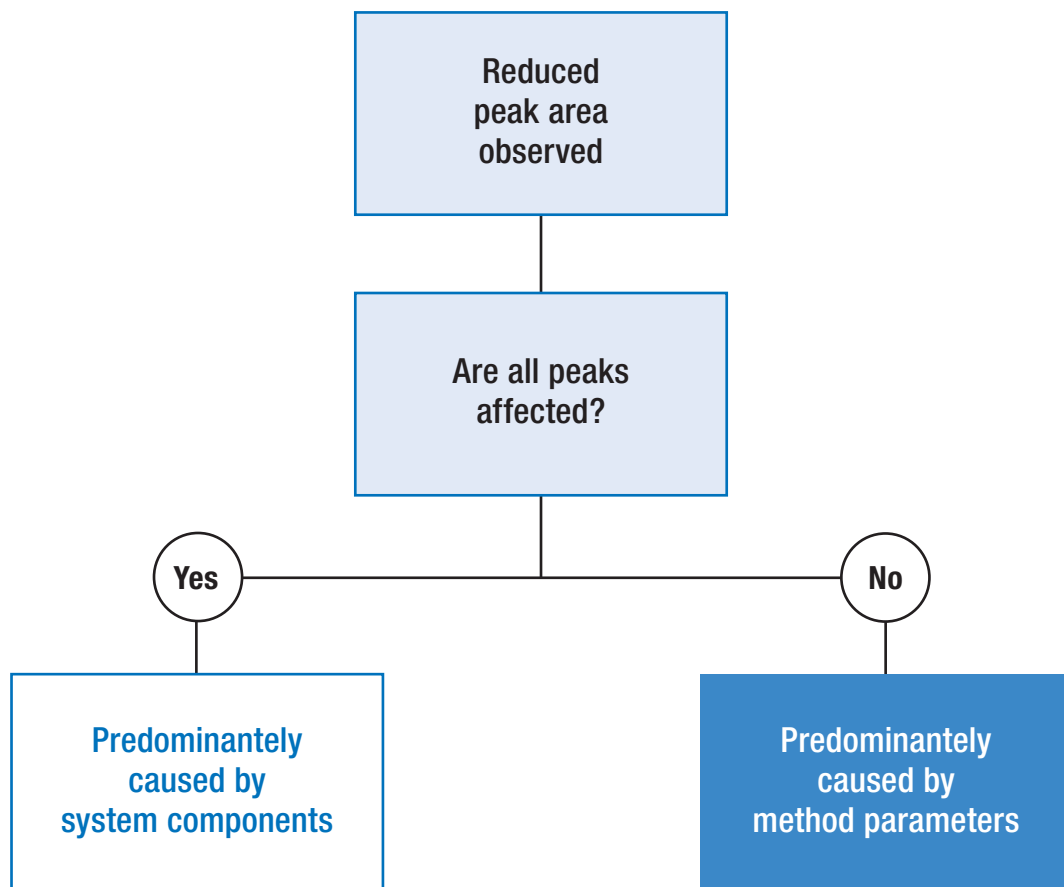 Reduced
peak area
observed
Are all peaks
affected?
Yes
No
Predominantely
caused by
system components
Predominantely
caused by
method parameters